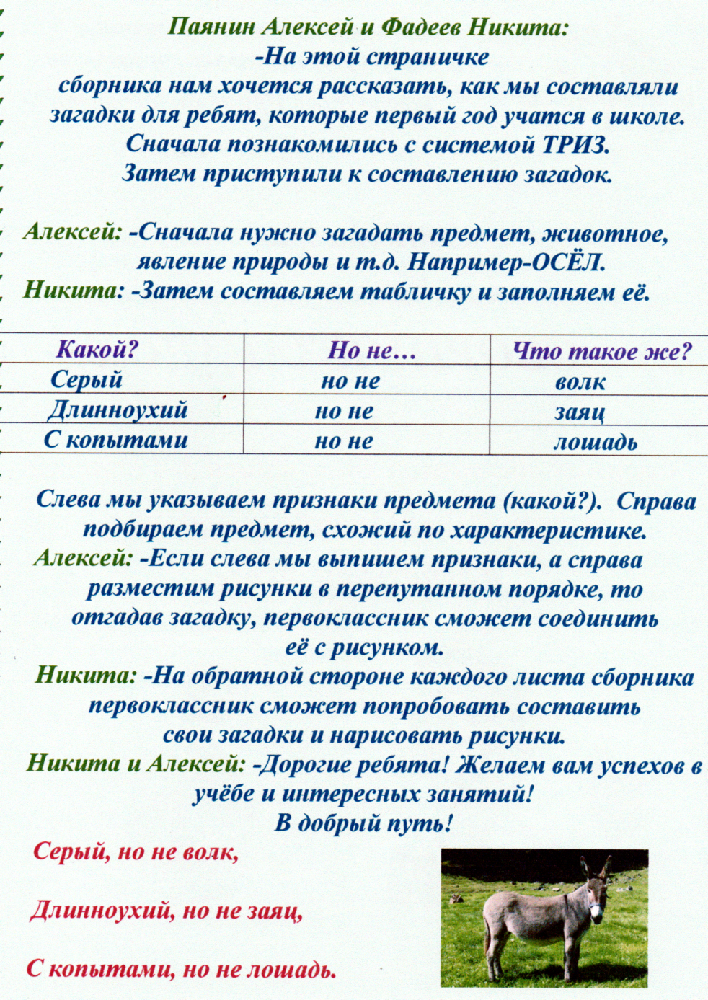 Паянин Алексей и Фадеев Никита:
-На этой страничке
сборника нам хочется рассказать, как мы составляли
загадки для ребят, которые первый год учатся в школе.
Сначала познакомились с системой ТРИЗ.
Затем приступили к составлению загадок.
Алексей: -Сначала нужно загадать предмет, животное,
явление природы и т.д. Например-ОСЁЛ.
Никита: -Затем составляем табличку и заполняем её.
Какой? Но не... Что такое же?
Серый но не волк
Длинноухий но не заяц
С копытами но не лошадь
Слева мы указываем признаки предмета (какой?). Справа
подбираем предмет, схожий по характеристике.
Алексей: -Если слева мы выпишем признаки, а справа
разместим рисунки в перепутанном порядке, то
отгадав загадку, первоклассник сможет соединить
её с рисунком.
Никита: -На обратной стороне каждого листа сборника
первоклассник сможет попробовать составить
свои загадки и нарисовать рисунки.
Никита и Алексей: -Дорогие ребята! Желаем вам успехов в
учёбе и интересных занятий!
В добрый путь!
Серый, но не волк,
Длинноухий, но не заяц,
С копытами, но не лошадь.